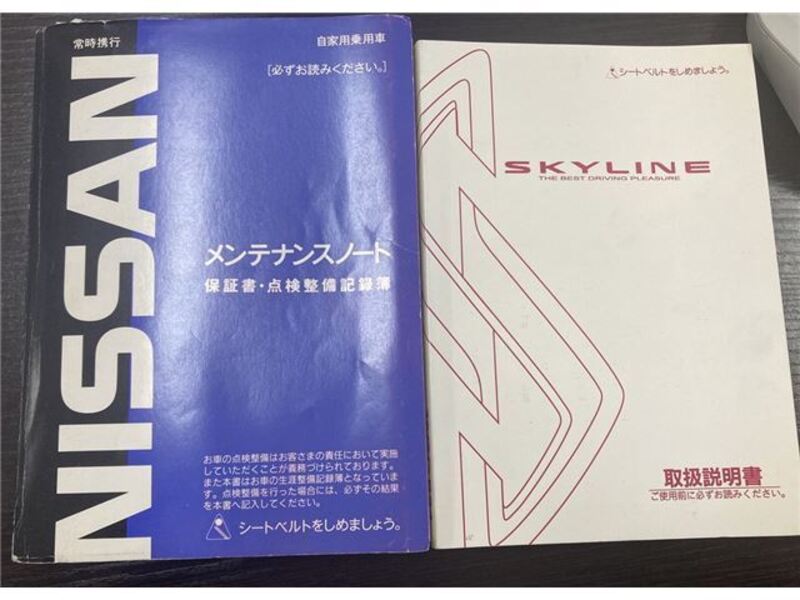 常時携行
自家用乗用車
[必ずお読みください。]
NISSAN
メンテナンスノート
保証書・点検整備記録簿
お車の点検整備はお客さまの責任において実施
していただくことが義務づけられております。
また本書はお車の生涯整備記録簿となっていま
す。点検整備を行った場合には、必ずその結果
を本書へ記入してください。
シートベルトをしめましょう。
シートベルトをしめましょう。
SKYLINE
THE BEST DRIVING PLEASURE
取扱説明書
ご使用前に必ずお読みください。